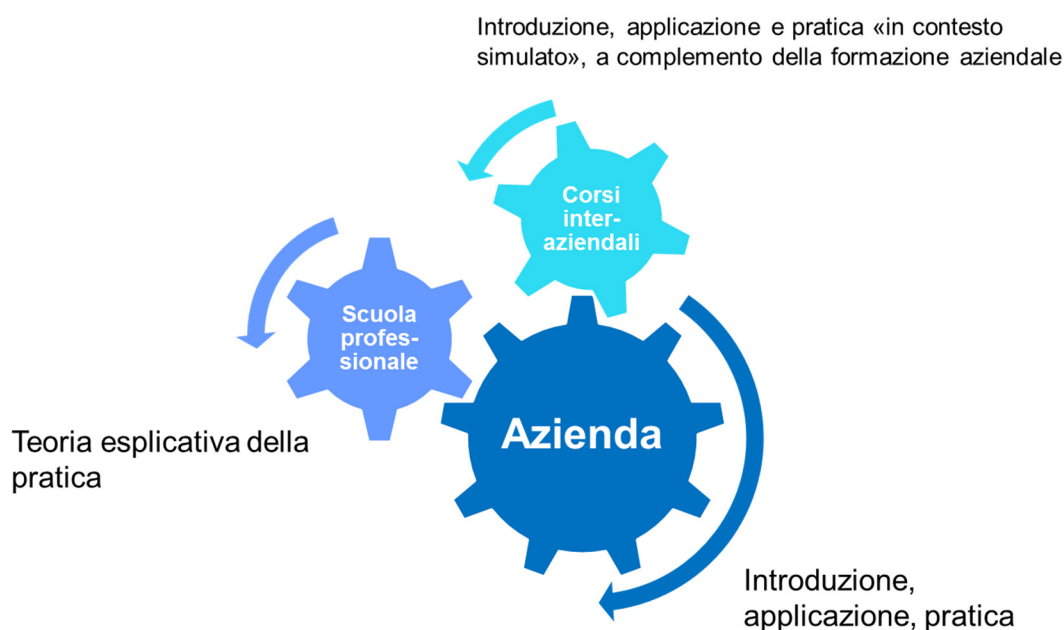 Introduzione, applicazione e pratica «in contesto
simulato», a complemento della formazione aziendale
Corsi
inter-
aziendali
Scuola
profes-
sionale
Azienda
Teoria esplicativa della
pratica
Introduzione,
applicazione, pratica